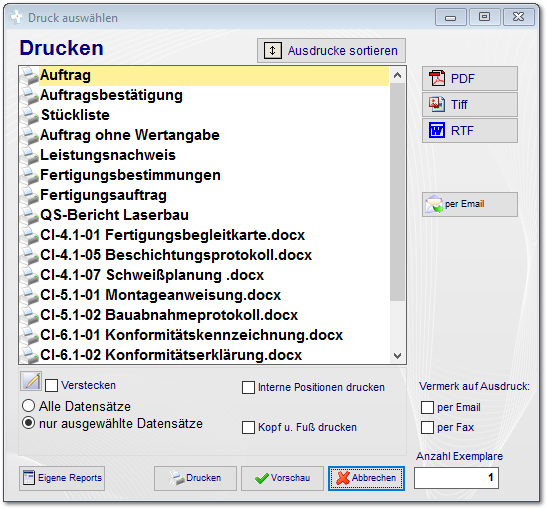 Druck auswählen
Drucken
Ausdrucke sortieren
Auftrag
Auftragsbestätigung
Stückliste
Auftrag ohne Wertangabe
Leistungsnachweis
Fertigungsbestimmungen
Fertigungsauftrag
QS-Bericht Laserbau
CI-4.1-01 Fertigungsbegleitkarte.docx
CI-4.1-05 Beschichtungsprotokoll.docx
CI-4.1-07 Schweißplanung .docx
CI-5.1-01 Montageanweisung.docx
CI-5.1-02 Bauabnahmeprotokoll.docx
CI-6.1-01 Konformitätskennzeichnung.docx
CI-6.1-02 Konformitätserklärung.docx
PDF
Tiff
RTF
per Email
Verstecken
Alle Datensätze
nur ausgewählte Datensätze
Interne Positionen drucken
Kopf u. Fuß drucken
Vermerk auf Ausdruck:
per Email
per Fax
Anzahl Exemplare
1
Eigene Reports
Drucken
Vorschau
Abbrechen